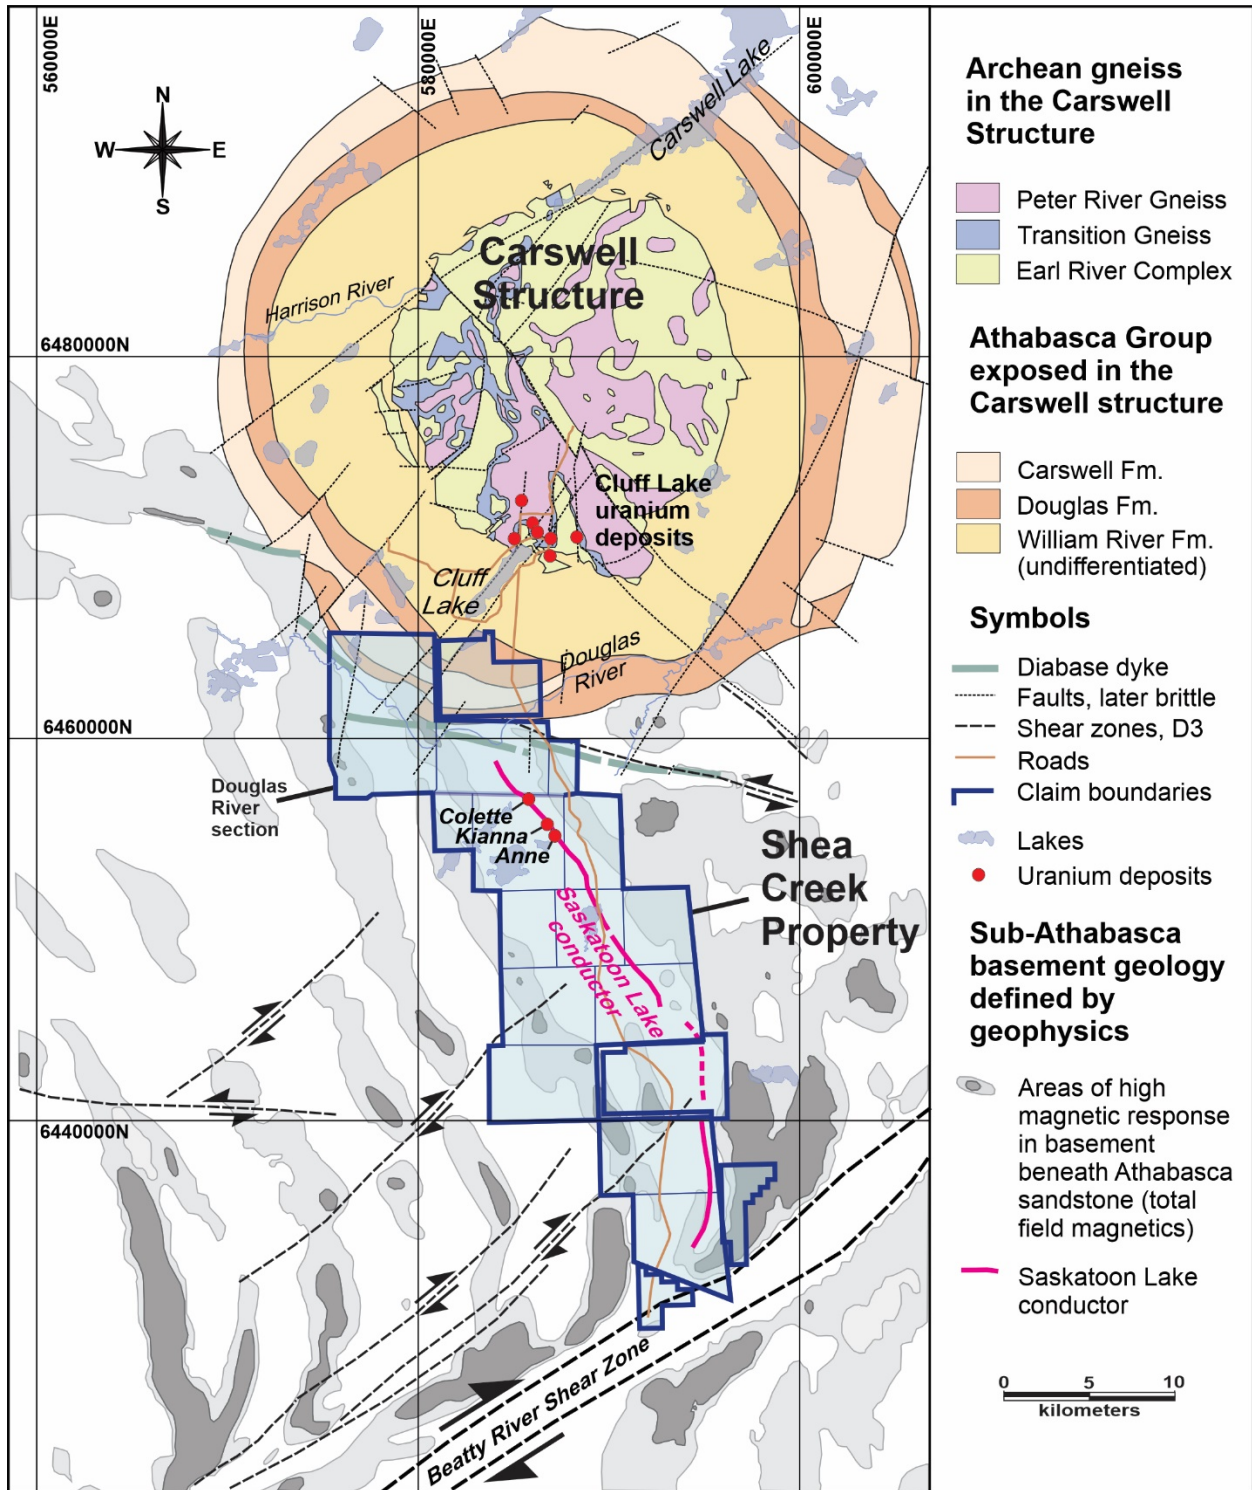 560000E
580000E
600000E
N
W
E
S
Carswell Lake
Carswell
Structure
Harrison River
6480000N
Cluff Lake
uranium
deposits
Cluff
Lake
Douglas
River
6460000N
Douglas
River
section
Colette
Kianna
Anne
Shea
Creek
Property
Saskatoon Lake
conductor
6440000N
Beatty River Shear Zone
Archean gneiss
in the Carswell
Structure
Peter River Gneiss
Transition Gneiss
Earl River Complex
Athabasca Group
exposed in the
Carswell structure
Carswell Fm.
Douglas Fm.
William River Fm.
(undifferentiated)
Symbols
Diabase dyke
Faults, later brittle
Shear zones, D3
Roads
Claim boundaries
Lakes
Uranium deposits
Sub-Athabasca
basement geology
defined by
geophysics
Areas of high
magnetic response
in basement
beneath Athabasca
sandstone (total
field magnetics)
Saskatoon Lake
conductor
0 5 10
kilometers